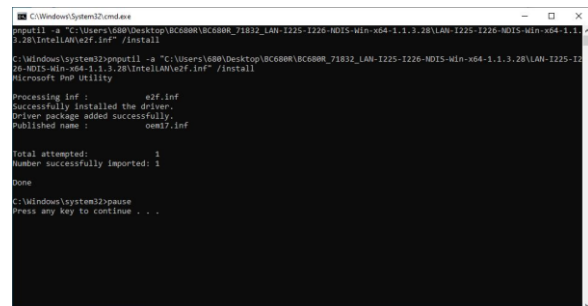 C:\Windows\System32\cmd.exe
pnputil -a "C:\Users\680\Desktop\BC680R\BC680R_71832_LAN-I225-I226-NDIS-Win-x64-1.1.3.28\LAN-I225-I226-NDIS-Win-x64-1.1.
3.28\IntelLAN\e2f.inf" /install
C:\Windows\system32>pnputil -a "C:\Users\680\Desktop\BC680R\BC680R_71832_LAN-I225-I226-NDIS-Win-x64-1.1.3.28\LAN-I225-I2
26-NDIS-Win-x64-1.1.3.28\IntelLAN\e2f.inf" /install
Microsoft PnP Utility
Processing inf : e2f.inf
Successfully installed the driver.
Driver package added successfully.
Published name : oem17.inf
Total attempted: 1
Number successfully imported: 1
Done
C:\Windows\system32>pause
Press any key to continue . . .